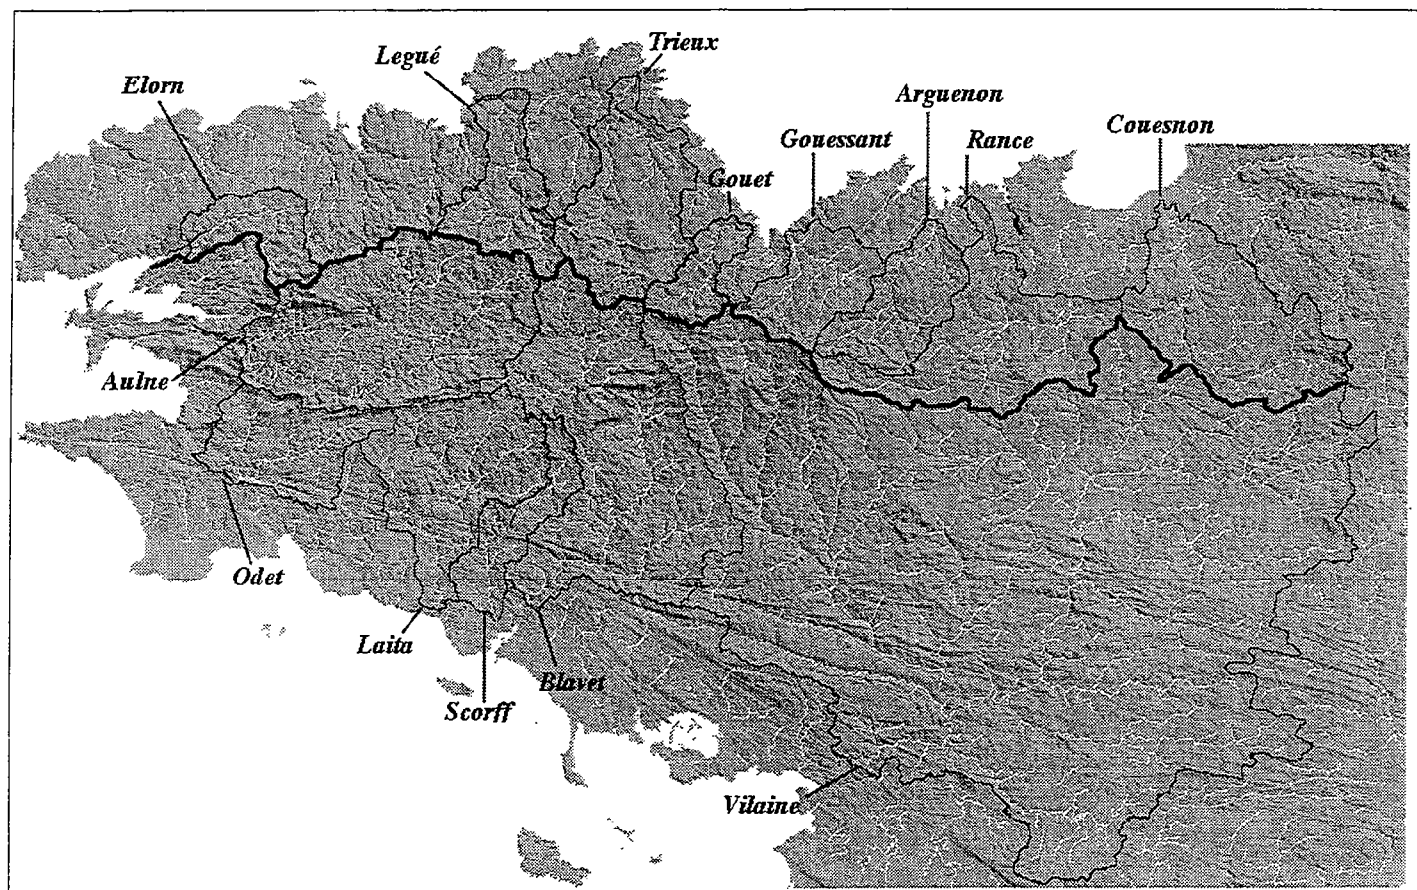 Trieux
Legué
Elorn
Arguenon
Couesnon
Gouessant
Rance
Gouet
Aulne
Odet
Laita
Blavet
Scorff
Vilaine